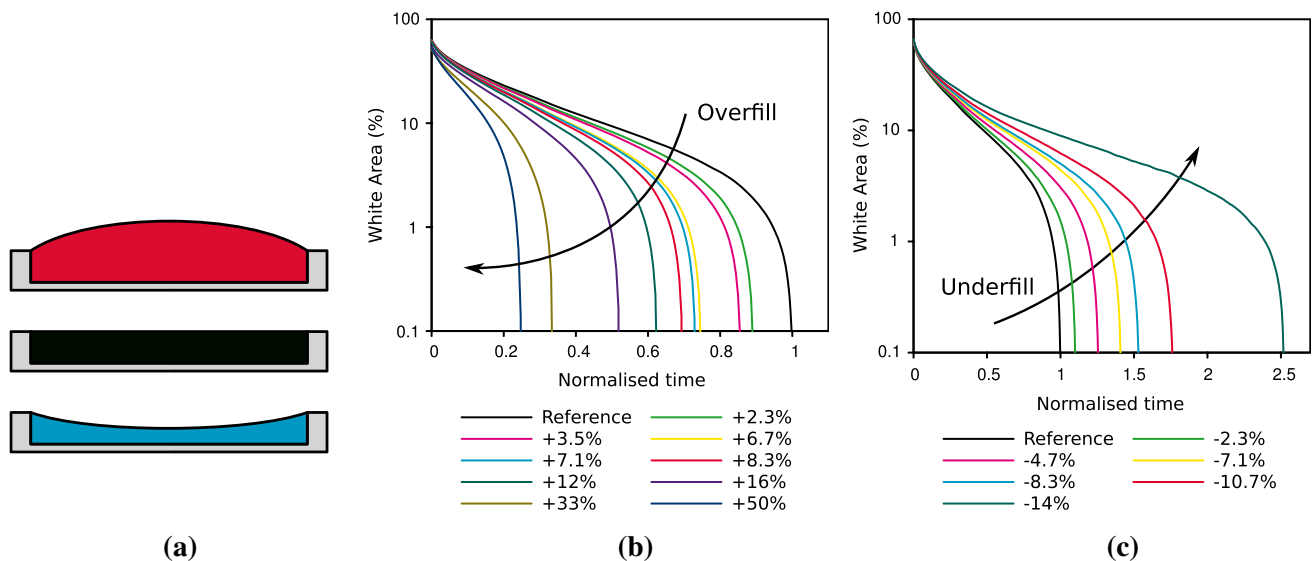 100
10
1
0.1
White Area (%)
0 0.2 0.4 0.6 0.8 1
Normalised time
Overfill
Reference +2.3%
+3.5% +6.7%
+7.1% +8.3%
+12% +16%
+33% +50%
100
10
1
0.1
White Area (%)
0 0.5 1 1.5 2 2.5
Normalised time
Underfill
Reference -2.3%
-4.7% -7.1%
-8.3% -10.7%
-14%
(a) (b) (c)